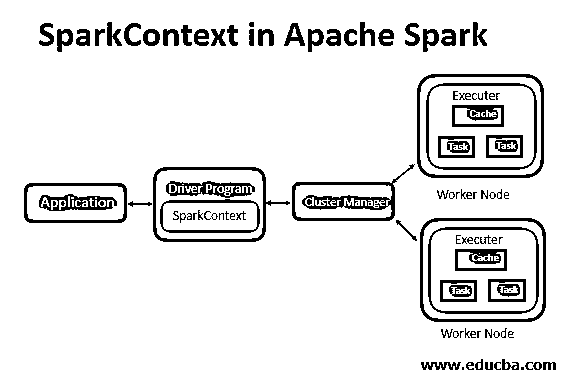 SparkContext in Apache Spark
Application
Driver Program
SparkContext
Cluster Manager
Executer
Cache
Task Task
Worker Node
Executer
Cache
Task Task
Worker Node
www.educba.com